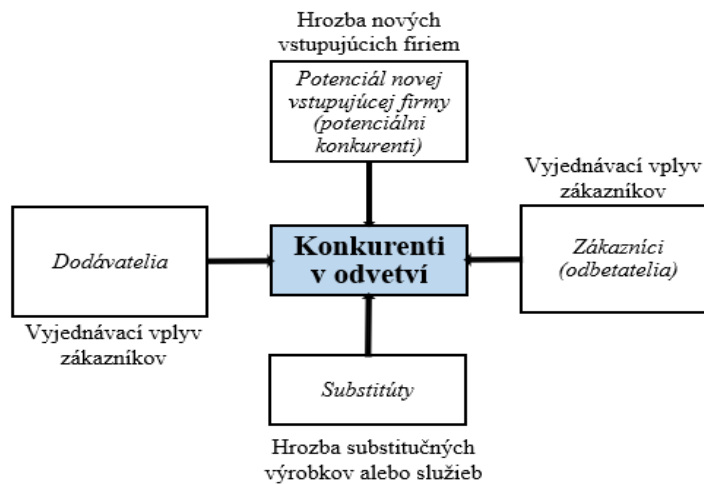 Hrozba nových
vstupujúcich firiem
Potenciál novej
vstupujúcej firmy
(potenciálni
konkurenti)
Vyjednávací vplyv
zákazníkov
Dodávatelia
Konkurenti
v odvetví
Zákazníci
(odbetatelia)
Vyjednávací vplyv
zákazníkov
Substitúty
Hrozba substitučných
výrobkov alebo služieb